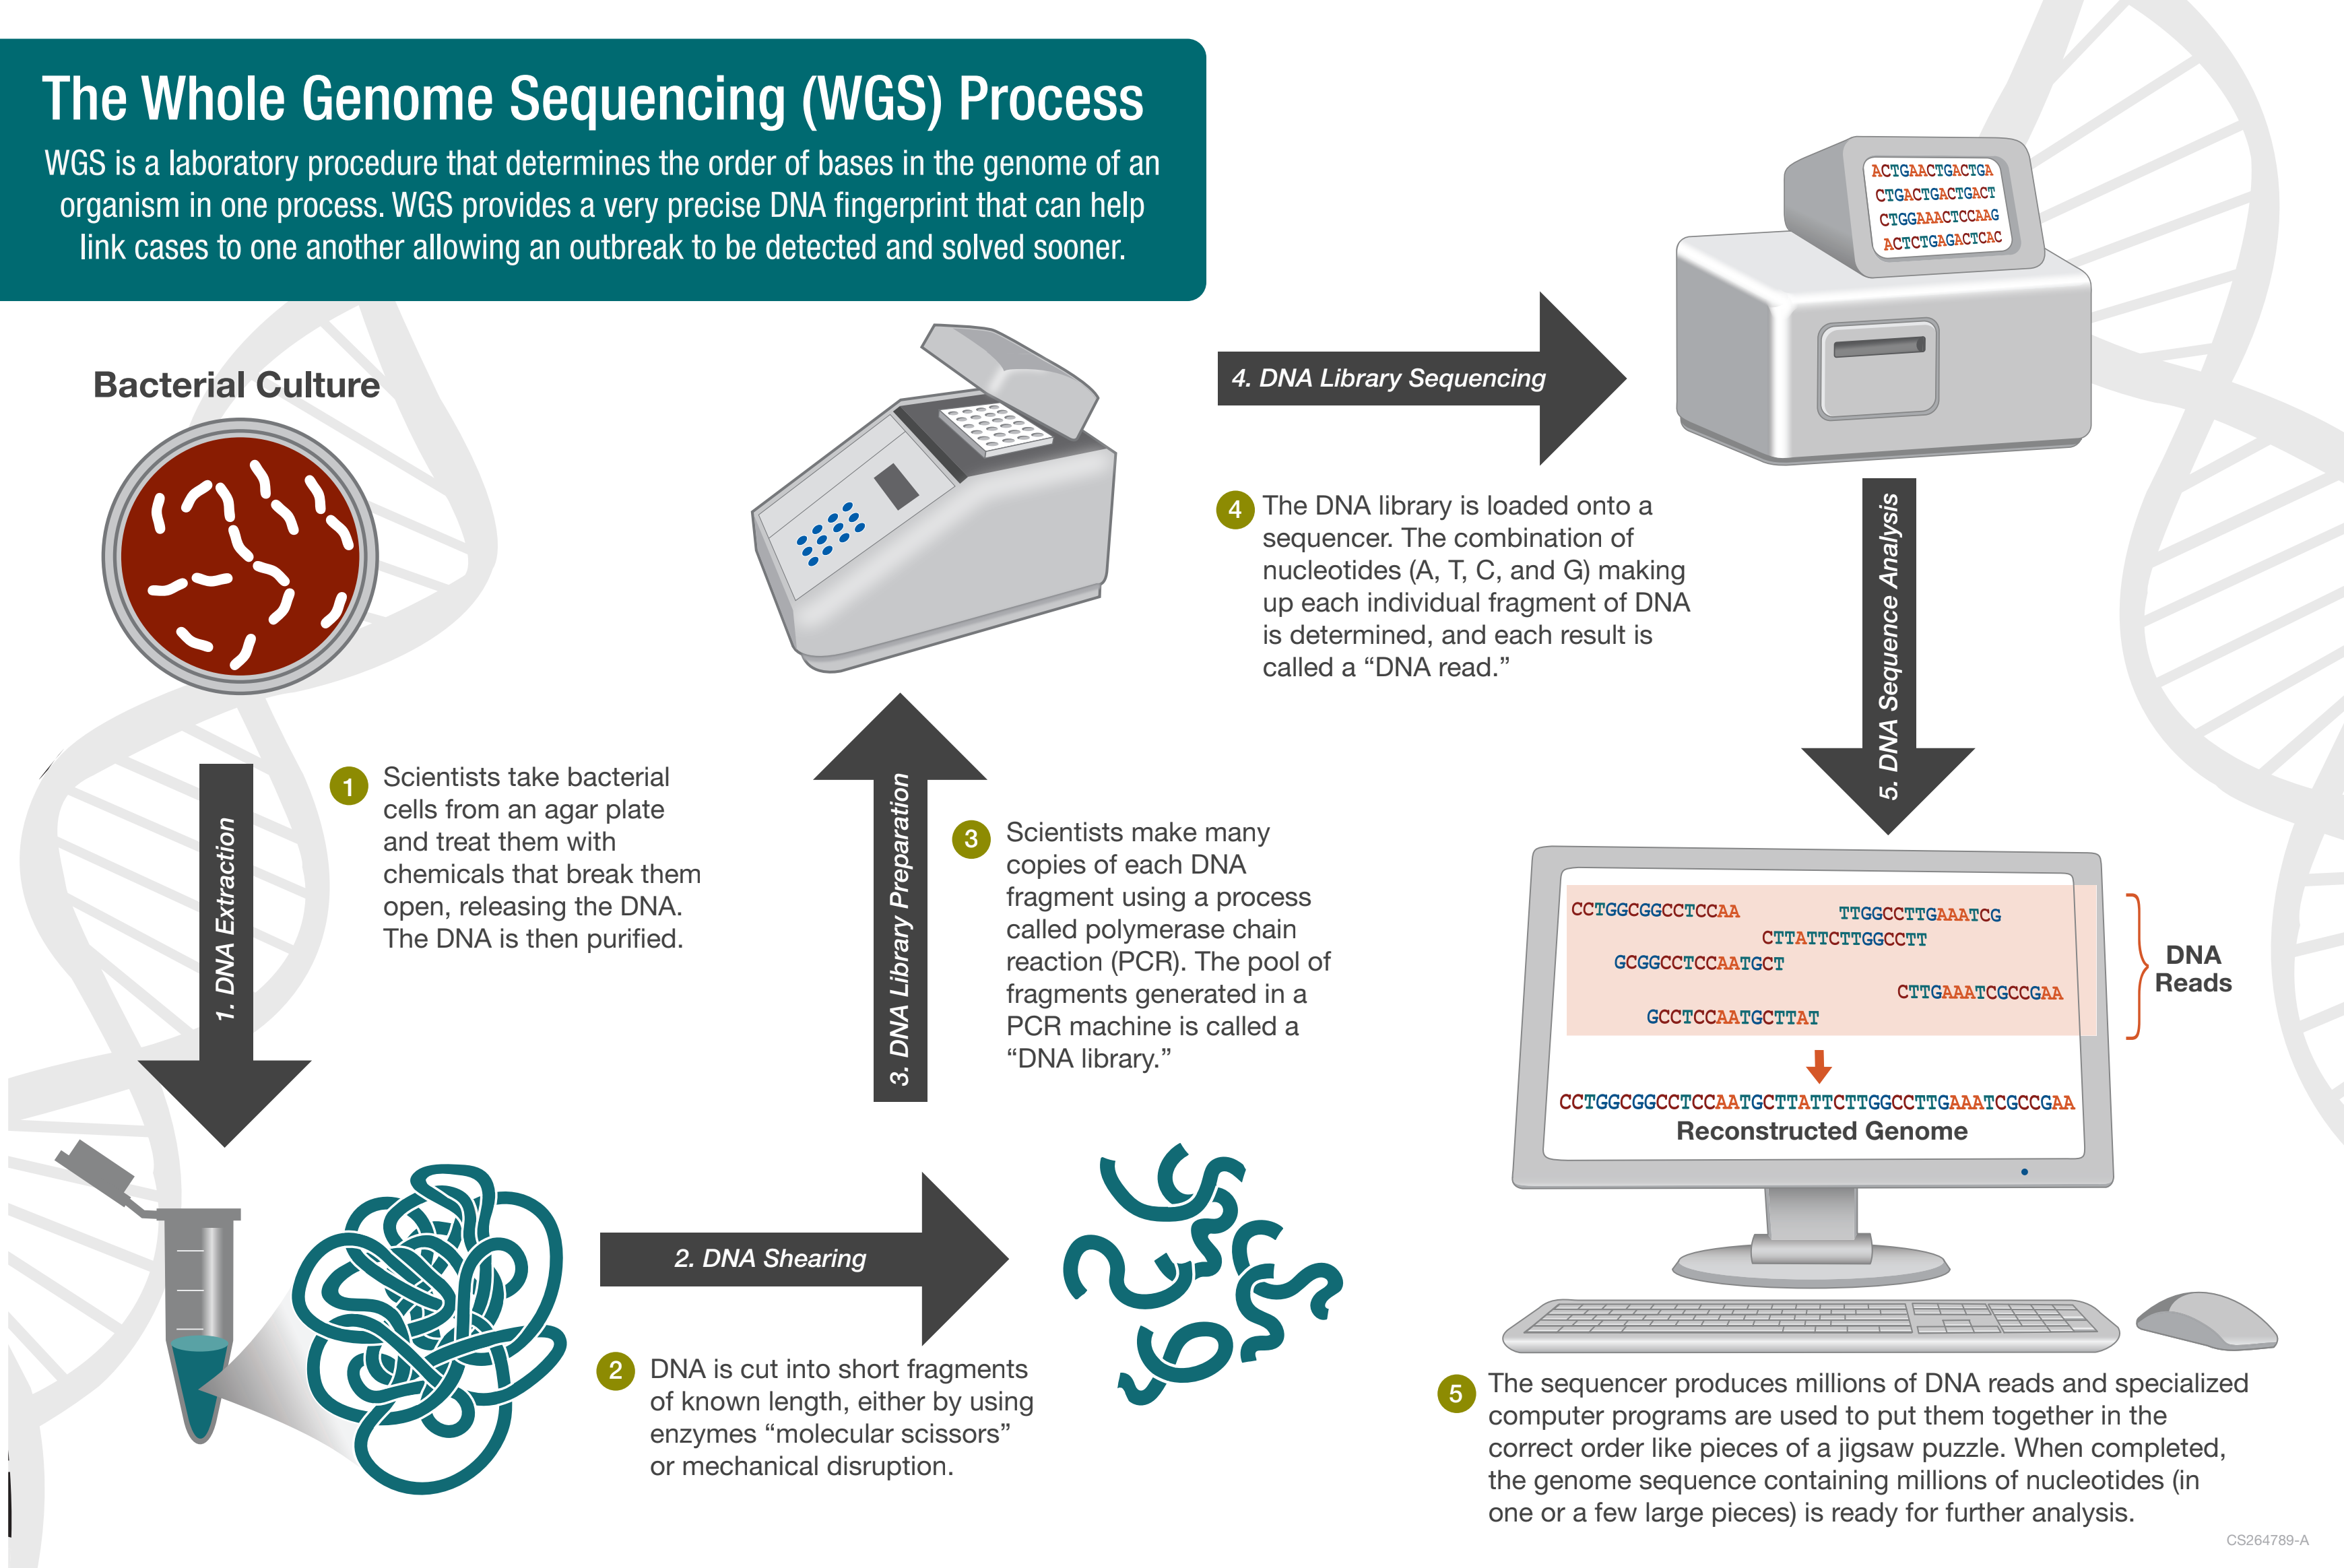 The Whole Genome Sequencing (WGS) Process
WGS is a laboratory procedure that determines the order of bases in the genome of an
organism in one process. WGS provides a very precise DNA fingerprint that can help
link cases to one another allowing an outbreak to be detected and solved sooner.
Bacterial Culture
1. DNA Extraction
1
Scientists take bacterial
cells from an agar plate
and treat them with
chemicals that break them
open, releasing the DNA.
The DNA is then purified.
2. DNA Shearing
2
DNA is cut into short fragments
of known length, either by using
enzymes “molecular scissors”
or mechanical disruption.
3. DNA Library Preparation
3
Scientists make many
copies of each DNA
fragment using a process
called polymerase chain
reaction (PCR). The pool of
fragments generated in a
PCR machine is called a
“DNA library.”
4. DNA Library Sequencing
4
The DNA library is loaded onto a
sequencer. The combination of
nucleotides (A, T, C, and G) making
up each individual fragment of DNA
is determined, and each result is
called a “DNA read.”
ACTGAACTGACTGA
CTGACTGACTGACT
CTGGAAACTCCAAG
ACTCTGAGACTCAC
5. DNA Sequence Analysis
CCTGGCGGCCTCCAA
TTGGCCTTGAAATCG
CTTATTCTTGGCCTT
GCGGCCTCCAATGCT
CTTGAAATCGCCGAA
GCCTCCAATGCTTAT
DNA
Reads
CCTGGCGGCCTCCAATGCTTATTCTTGGCCTTGAAATCGCCGAA
Reconstructed Genome
5
The sequencer produces millions of DNA reads and specialized
computer programs are used to put them together in the
correct order like pieces of a jigsaw puzzle. When completed,
the genome sequence containing millions of nucleotides (in
one or a few large pieces) is ready for further analysis.
CS264789-A